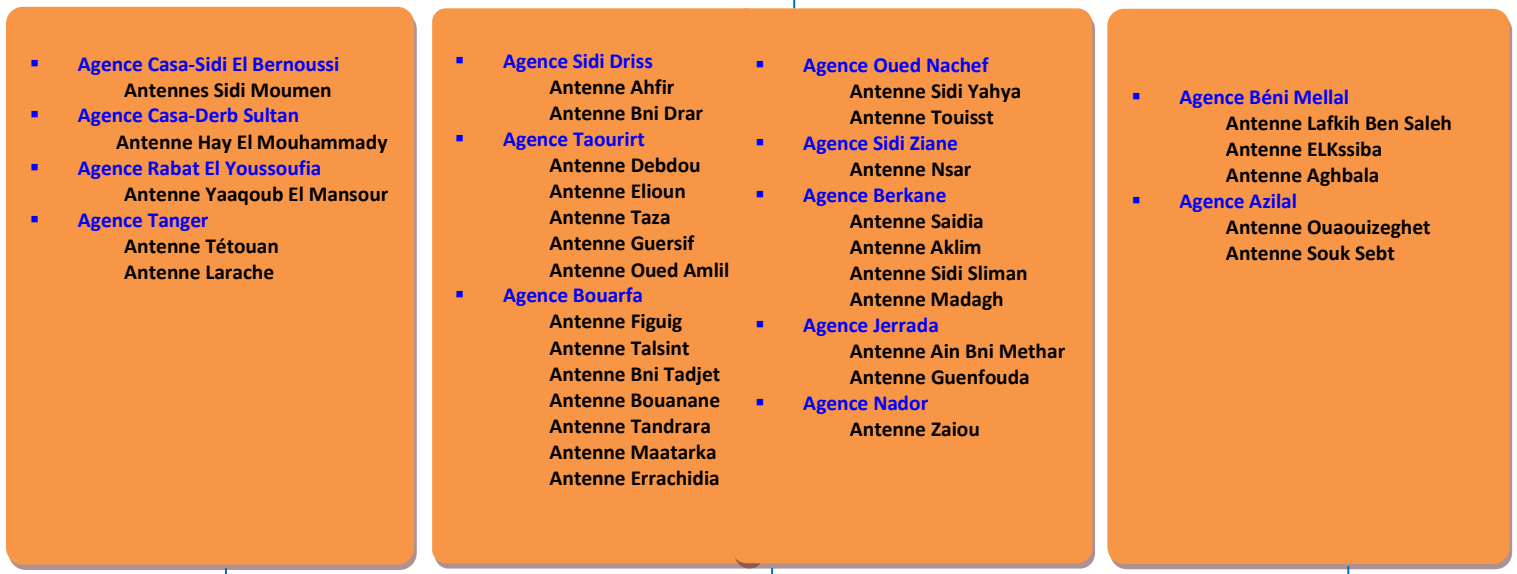 ▪ Agence Casa-Sidi El Bernoussi
Antennes Sidi Moumen
▪ Agence Casa-Derb Sultan
Antenne Hay El Mouhammady
▪ Agence Rabat El Youssoufia
Antenne Yaaqoub El Mansour
▪ Agence Tanger
Antenne Tétouan
Antenne Larache
▪ Agence Sidi Driss
Antenne Ahfir
Antenne Bni Drar
▪ Agence Taourirt
Antenne Debdou
Antenne Elioun
Antenne Taza
Antenne Guersif
Antenne Oued Amlil
▪ Agence Bouarfa
Antenne Figuig
Antenne Talsint
Antenne Bni Tadjet
Antenne Bouanane
Antenne Tandrara
Antenne Maatarka
Antenne Errachidia
▪ Agence Oued Nachef
Antenne Sidi Yahya
Antenne Touisst
▪ Agence Sidi Ziane
Antenne Nsar
▪ Agence Berkane
Antenne Saidia
Antenne Aklim
Antenne Sidi Sliman
Antenne Madagh
▪ Agence Jerrada
Antenne Ain Bni Methar
Antenne Guenfouda
▪ Agence Nador
Antenne Zaiou
▪ Agence Béni Mellal
Antenne Lafkih Ben Saleh
Antenne ELKssiba
Antenne Aghbala
▪ Agence Azilal
Antenne Ouaouizeghet
Antenne Souk Sebt